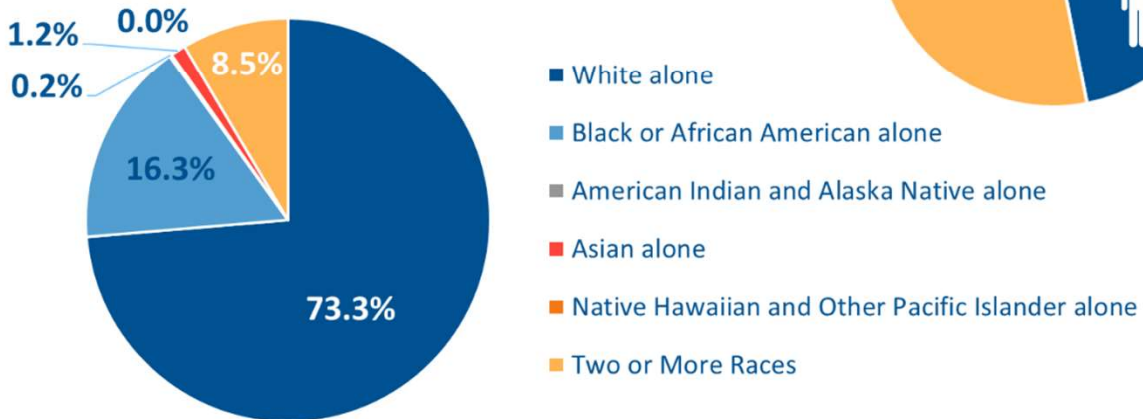 0.0%
1.2%
0.2%
8.5%
16.3%
73.3%
White alone
Black or African American alone
American Indian and Alaska Native alone
Asian alone
Native Hawaiian and Other Pacific Islander alone
Two or More Races